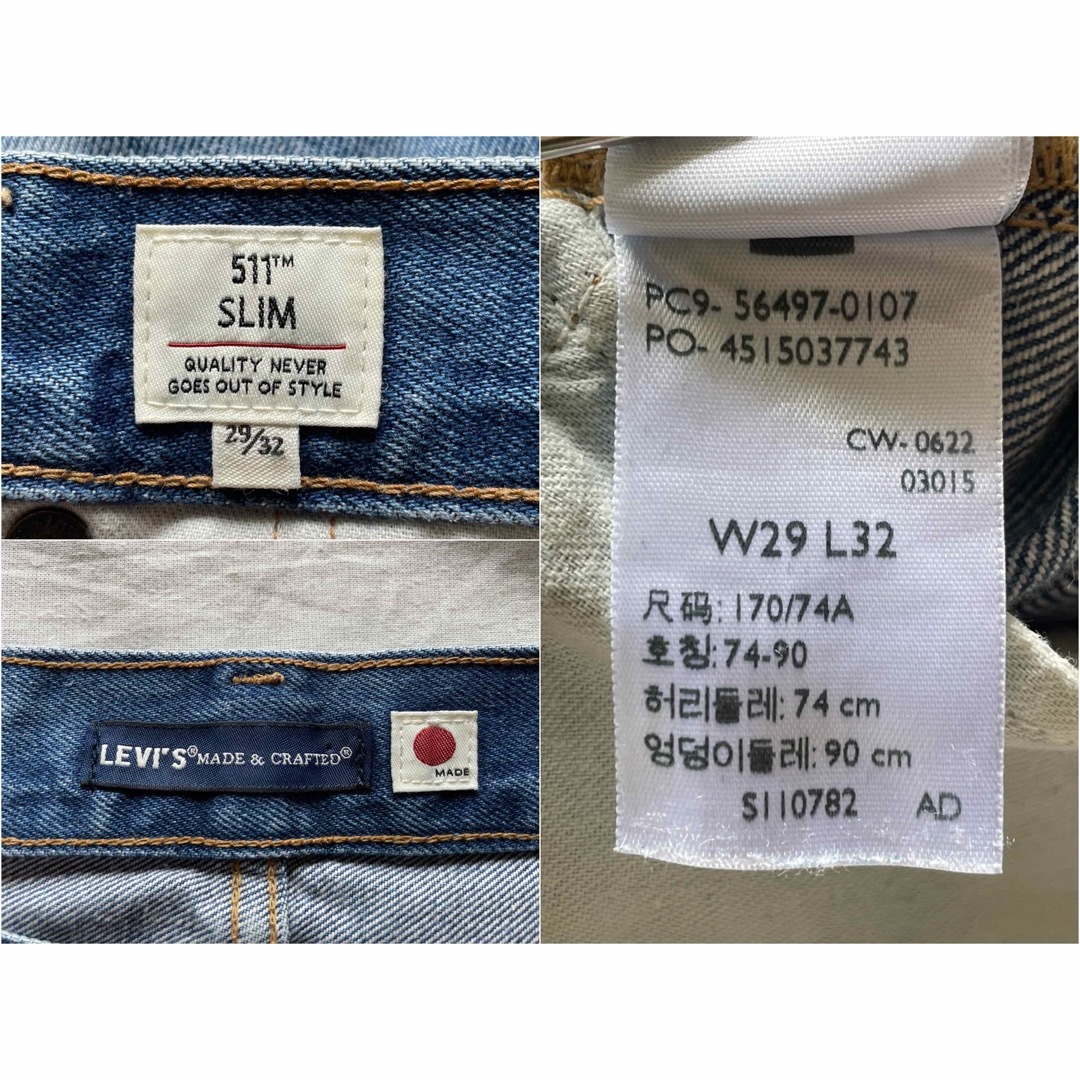 511™
SLIM
QUALITY NEVER
GOES OUT OF STYLE
29/32
LEVI'S® MADE & CRAFTED®
MADE
PC9- 56497-0107
PO- 4515037743
CW- 0622
03015
W29 L32
尺码: 170/74A
호칭: 74-90
허리둘레: 74 cm
엉덩이둘레: 90 cm
S110782 AD